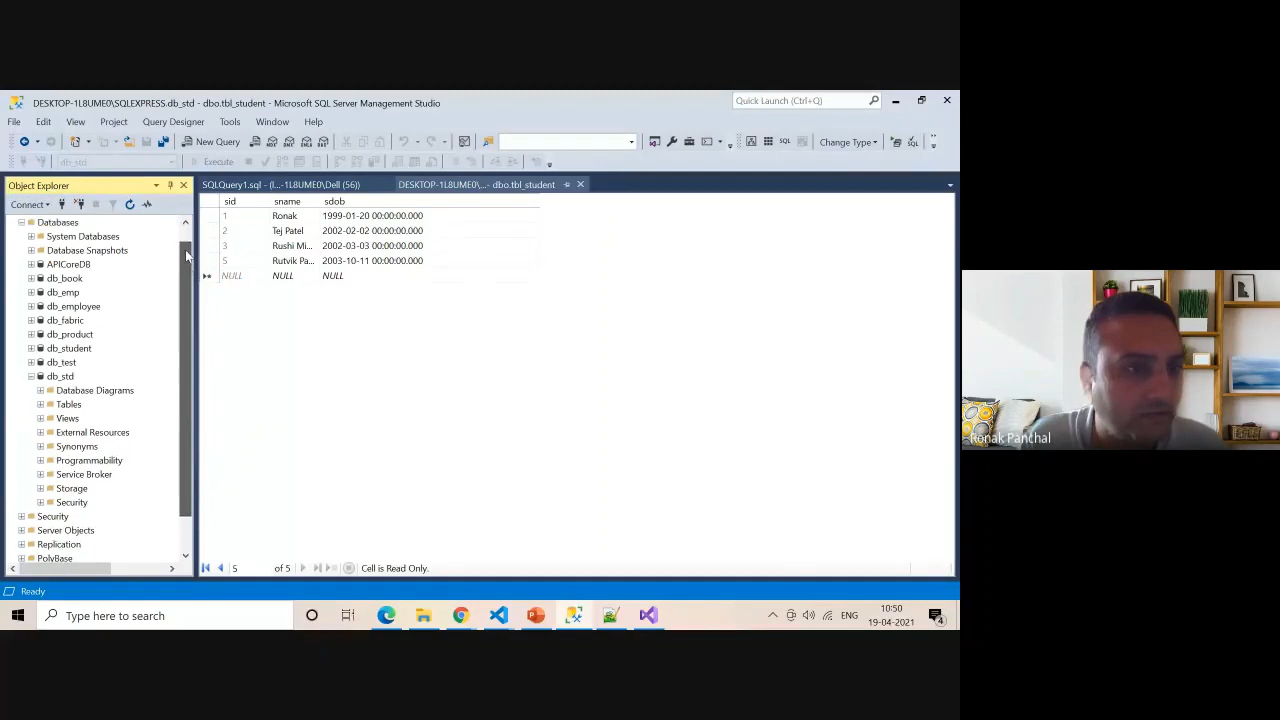 DESKTOP-1L8UME0\SQLEXPRESS.db_std - dbo.tbl_student - Microsoft SQL Server Management Studio
Quick Launch (Ctrl+Q)
File Edit View Project Query Designer Tools Window Help
New Query
SQL
Change Type
db_std
Execute
Object Explorer
SQLQuery1.sql - (l...-1L8UME0\Dell (56))
DESKTOP-1L8UME0\...- dbo.tbl_student
Connect
sid sname sdob
1 Ronak 1999-01-20 00:00:00.000
2 Tej Patel 2002-02-02 00:00:00.000
3 Rushi Mi... 2002-03-03 00:00:00.000
5 Rutvik Pa... 2003-10-11 00:00:00.000
NULL NULL NULL
Databases
System Databases
Database Snapshots
APICoreDB
db_book
db_emp
db_employee
db_fabric
db_product
db_student
db_test
db_std
Database Diagrams
Tables
Views
External Resources
Synonyms
Programmability
Service Broker
Storage
Security
Security
Server Objects
Replication
PolyBase
5 of 5 Cell is Read Only.
Ready
Type here to search
ENG
10:50
19-04-2021
4
Ronak Panchal